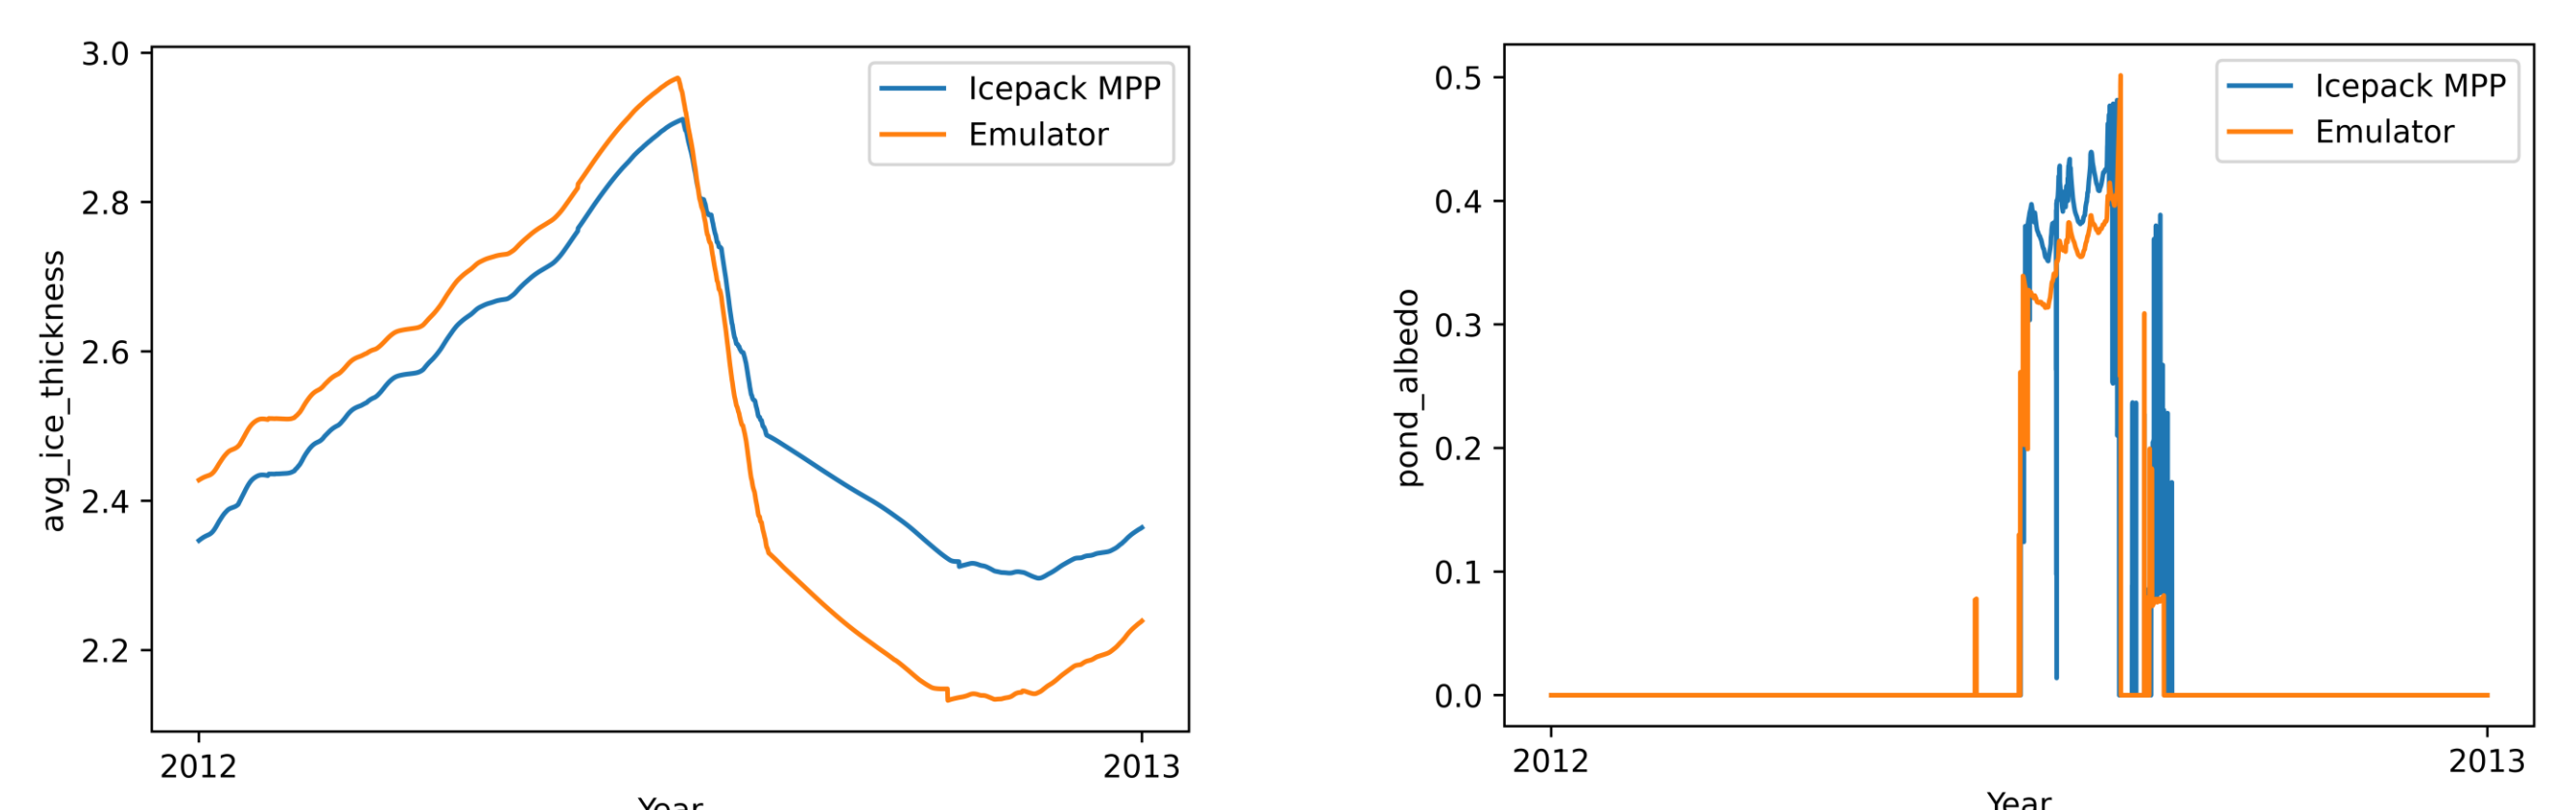 avg_ice_thickness
3.0
2.8
2.6
2.4
2.2
Icepack MPP
Emulator
2012
2013
Year
pond_albedo
0.5
0.4
0.3
0.2
0.1
0.0
Icepack MPP
Emulator
2012
2013
Year